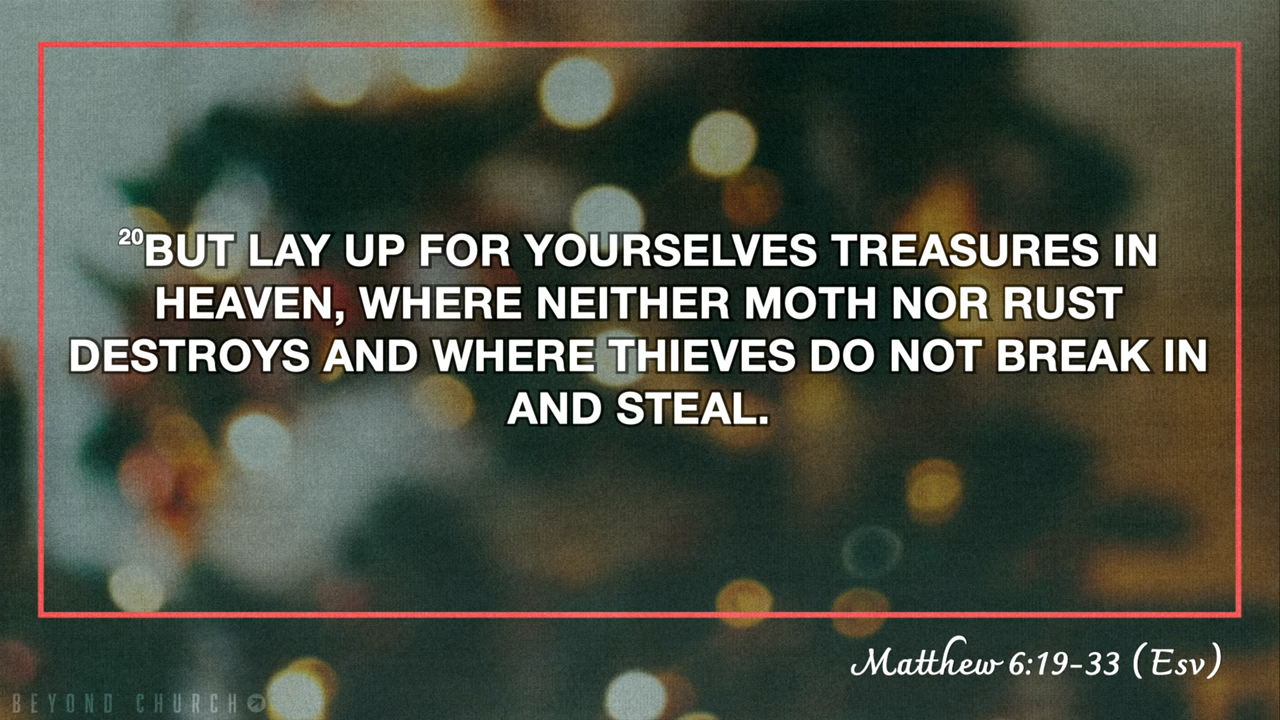 20BUT LAY UP FOR YOURSELVES TREASURES IN
HEAVEN, WHERE NEITHER MOTH NOR RUST
DESTROYS AND WHERE THIEVES DO NOT BREAK IN
AND STEAL.
Matthew 6:19-33 (Esv)
BEYOND CHURCH